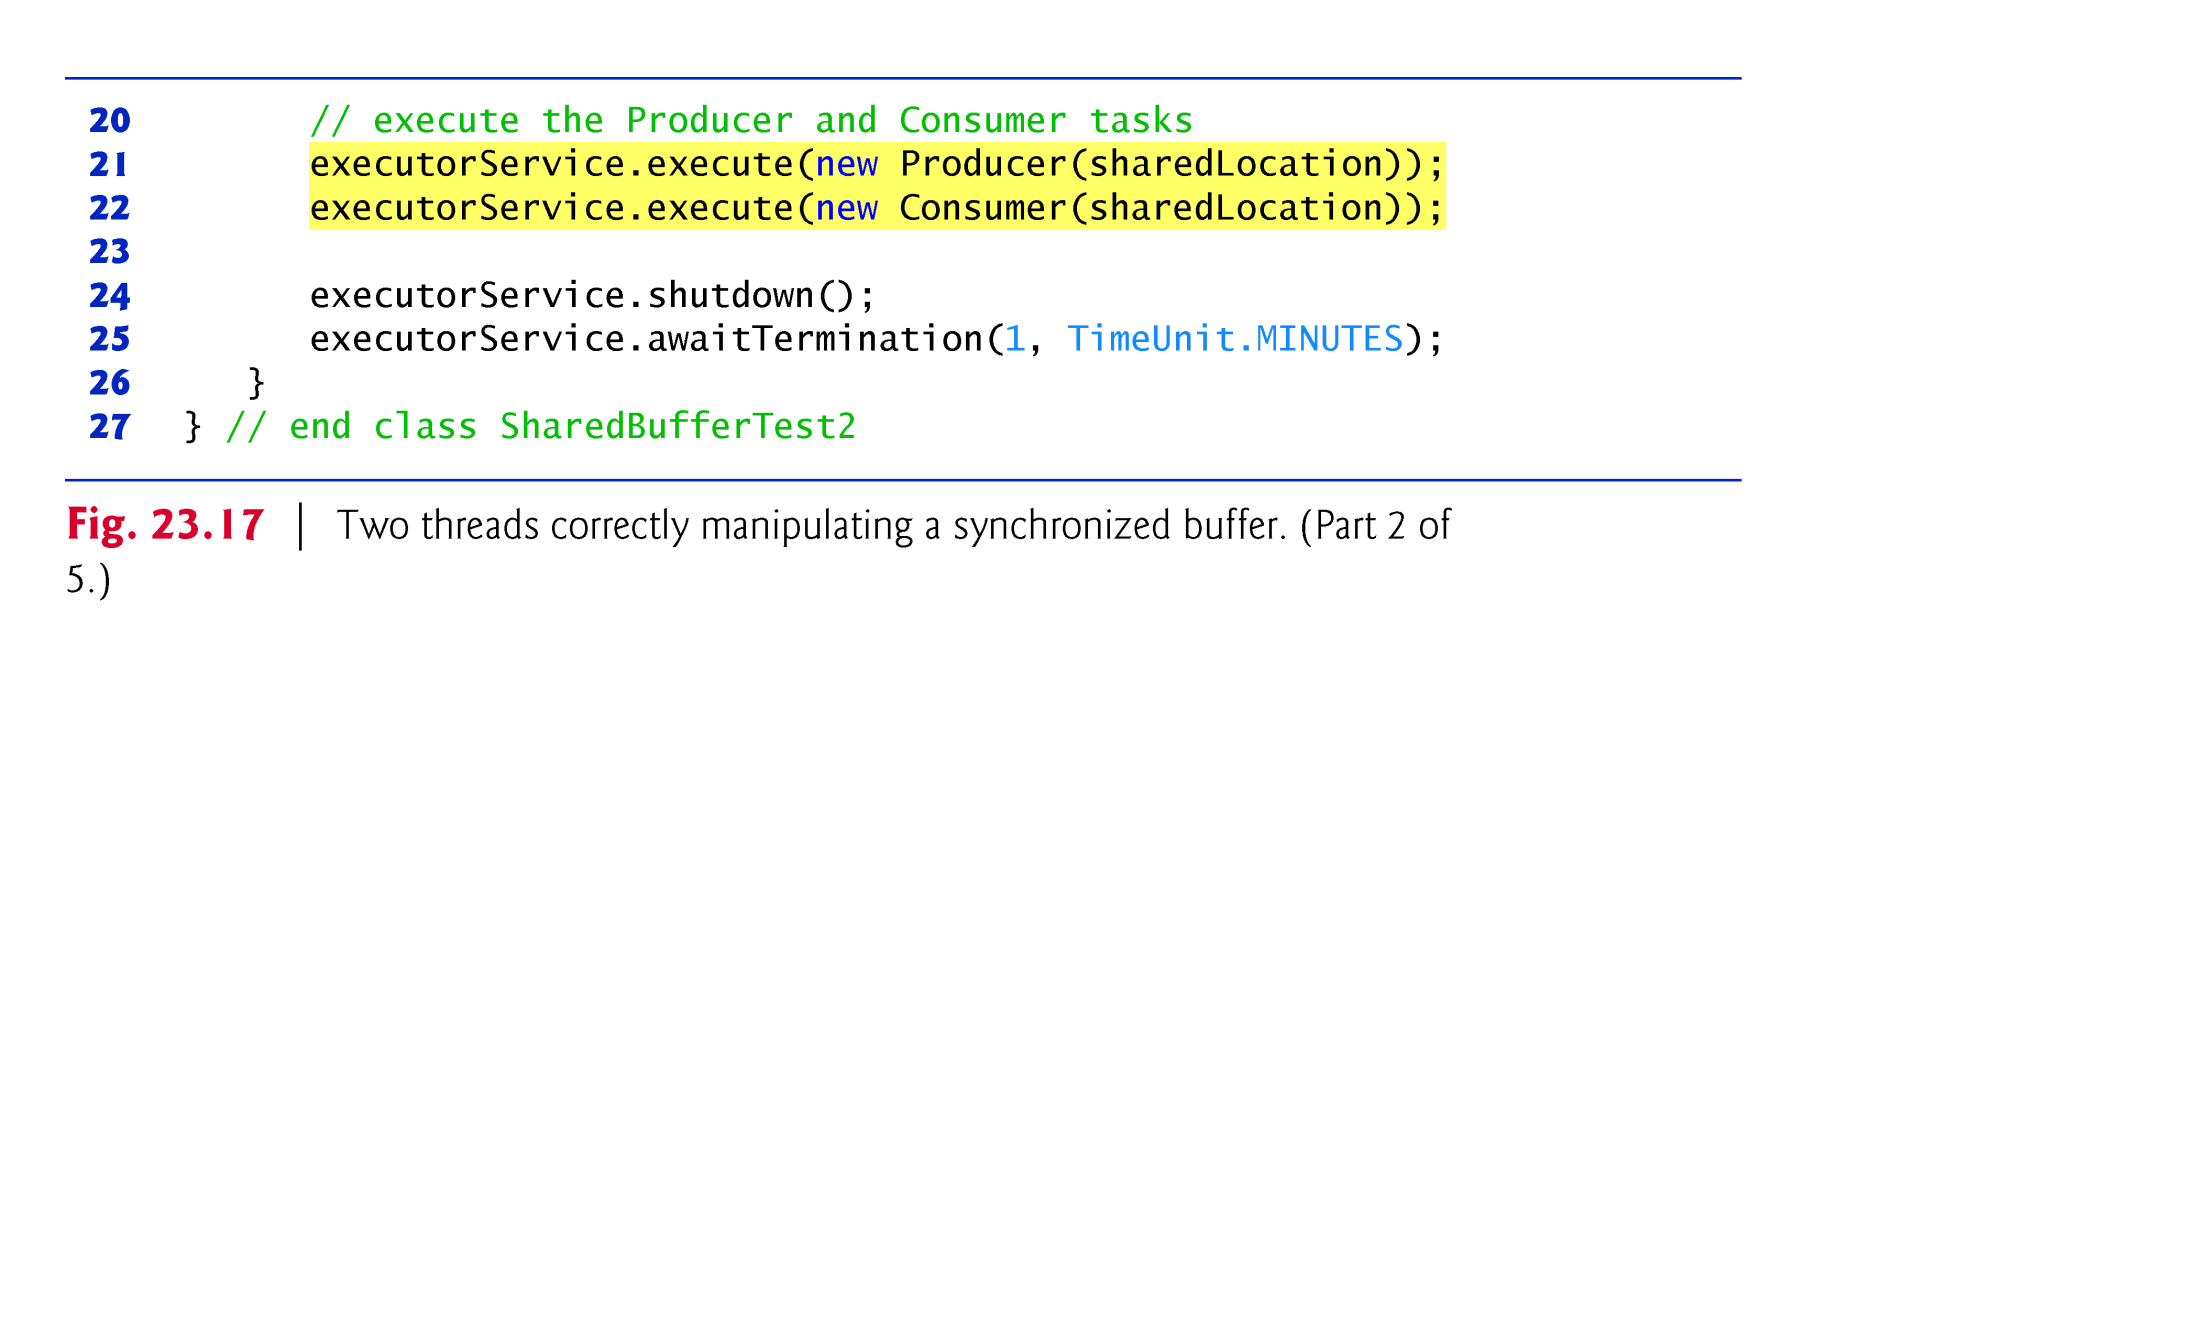 20 // execute the Producer and Consumer tasks
21 executorService.execute(new Producer(sharedLocation));
22 executorService.execute(new Consumer(sharedLocation));
23
24 executorService.shutdown();
25 executorService.awaitTermination(1, TimeUnit.MINUTES);
26 }
27 } // end class SharedBufferTest2
Fig. 23.17 | Two threads correctly manipulating a synchronized buffer. (Part 2 of
5.)